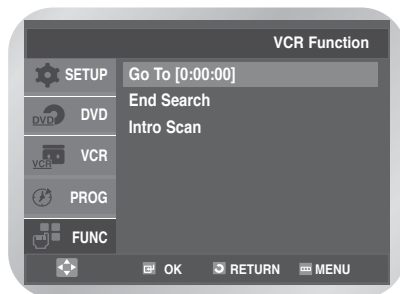 VCR Function
SETUP
DVD DVD
VCR VCR
PROG
FUNC
Go To [0:00:00]
End Search
Intro Scan
OK RETURN MENU